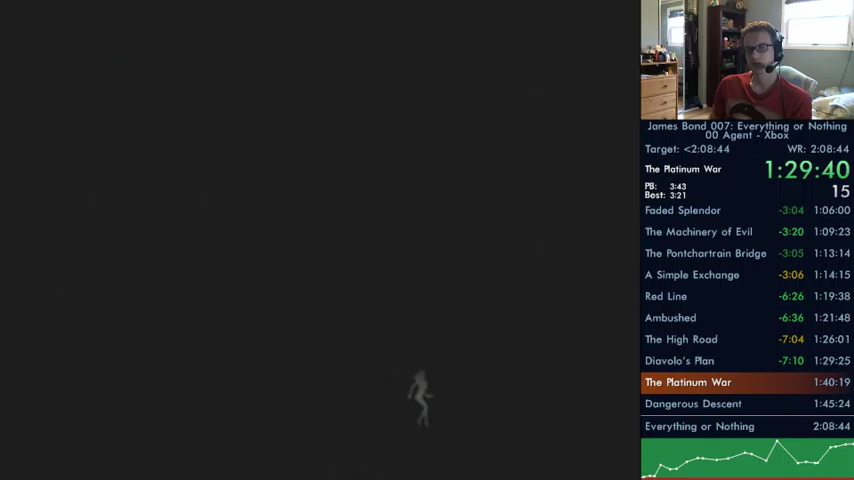 James Bond 007: Everything or Nothing
00 Agent - Xbox
Target: <2:08:44 WR: 2:08:44
The Platinum War 1:29:40
PB: 3:43 15
Best: 3:21
Faded Splendor -3:04 1:06:00
The Machinery of Evil -3:20 1:09:23
The Pontchartrain Bridge -3:05 1:13:14
A Simple Exchange -3:06 1:14:15
Red Line -6:26 1:19:38
Ambushed -6:36 1:21:48
The High Road -7:04 1:26:01
Diavolo's Plan -7:10 1:29:25
The Platinum War 1:40:19
Dangerous Descent 1:45:24
Everything or Nothing 2:08:44